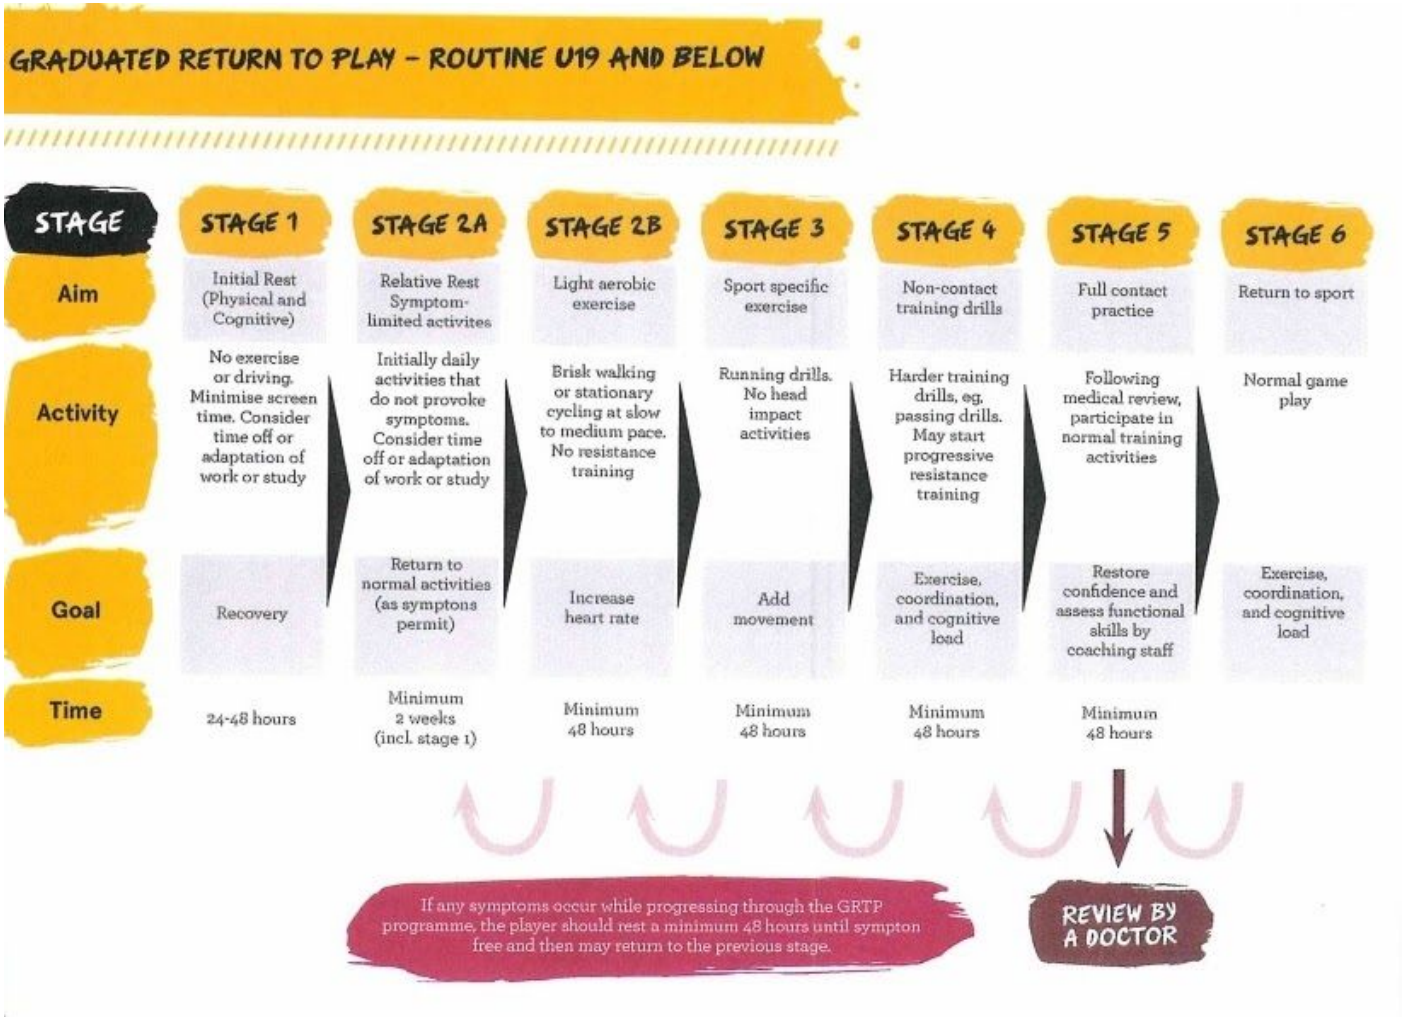 GRADUATED RETURN TO PLAY – ROUTINE U19 AND BELOW
STAGE
STAGE 1
STAGE 2A
STAGE 2B
STAGE 3
STAGE 4
STAGE 5
STAGE 6
Aim
Initial Rest
(Physical and
Cognitive)
Relative Rest
Symptom-
limited activites
Light aerobic
exercise
Sport specific
exercise
Non-contact
training drills
Full contact
practice
Return to sport
Activity
No exercise
or driving.
Minimise screen
time. Consider
time off or
adaptation of
work or study
Initially daily
activities that
do not provoke
symptoms.
Consider time
off or adaptation
of work or study
Brisk walking
or stationary
cycling at slow
to medium pace.
No resistance
training
Running drills.
No head
impact
activities
Harder training
drills, eg,
passing drills.
May start
progressive
resistance
training
Following
medical review,
participate in
normal training
activities
Normal game
play
Goal
Recovery
Return to
normal activities
(as symptons
permit)
Increase
heart rate
Add
movement
Exercise,
coordination,
and cognitive
load
Restore
confidence and
assess functional
skills by
coaching staff
Exercise,
coordination,
and cognitive
load
Time
24-48 hours
Minimum
2 weeks
(incl. stage 1)
Minimum
48 hours
Minimum
48 hours
Minimum
48 hours
Minimum
48 hours
If any symptoms occur while progressing through the GRTP
programme, the player should rest a minimum 48 hours until sympton
free and then may return to the previous stage.
REVIEW BY
A DOCTOR